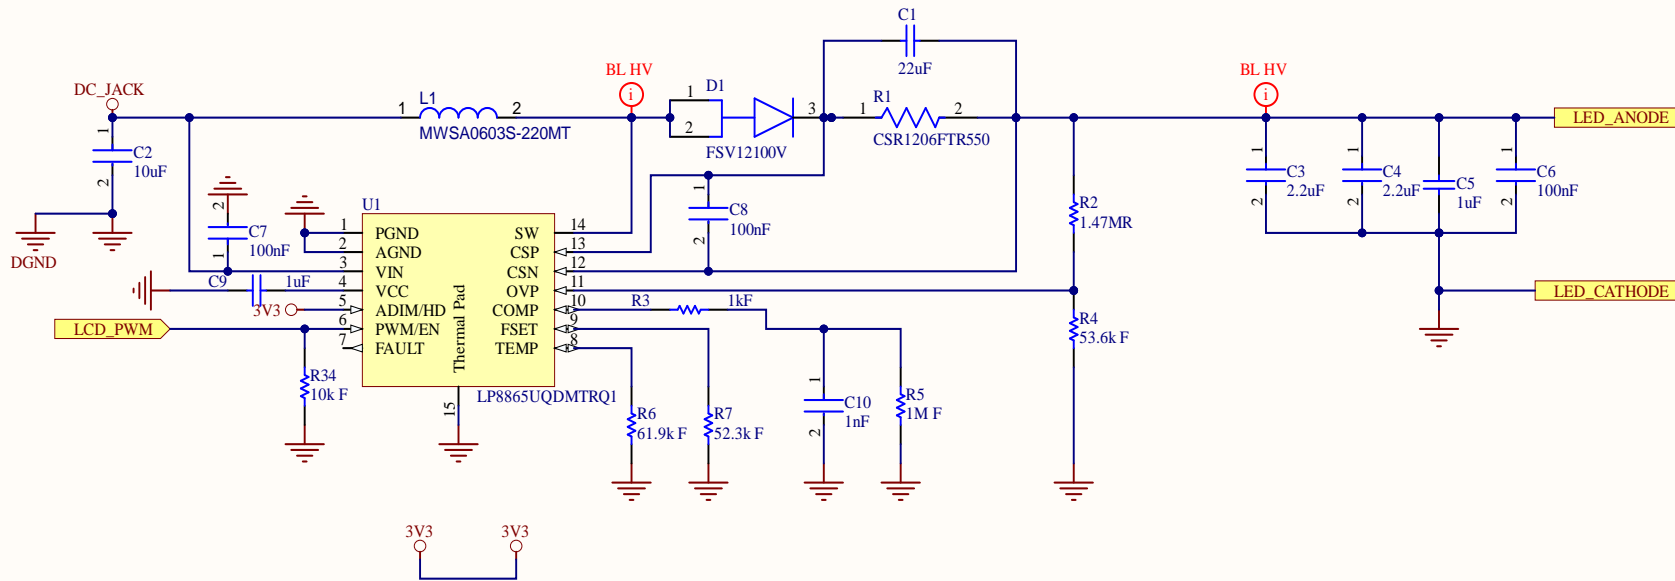 C1
22uF
BL HV
i
BL HV
i
DC_JACK
L1
1 2
MWSA0603S-220MT
D1
1
2
3
FSV12100V
R1
1 2
CSR1206FTR550
LED_ANODE
1
C2
10uF
2
DGND
2
C7
100nF
1
C9
1uF
3V3
LCD_PWM
R34
10k F
U1
1 PGND
2 AGND
3 VIN
4 VCC
5 ADIM/HD
6 PWM/EN
7 FAULT
Thermal Pad
15
SW 14
CSP 13
CSN 12
OVP 11
COMP 10
FSET 9
TEMP 8
LP8865UQDMTRQ1
1
C8
100nF
2
R3
1kF
R2
1.47MR
R4
53.6k F
R6
61.9k F
R7
52.3k F
1
C10
1nF
2
R5
1M F
1
C3
2.2uF
2
1
C4
2.2uF
2
1
C5
1uF
2
1
C6
100nF
2
LED_CATHODE
3V3
3V3